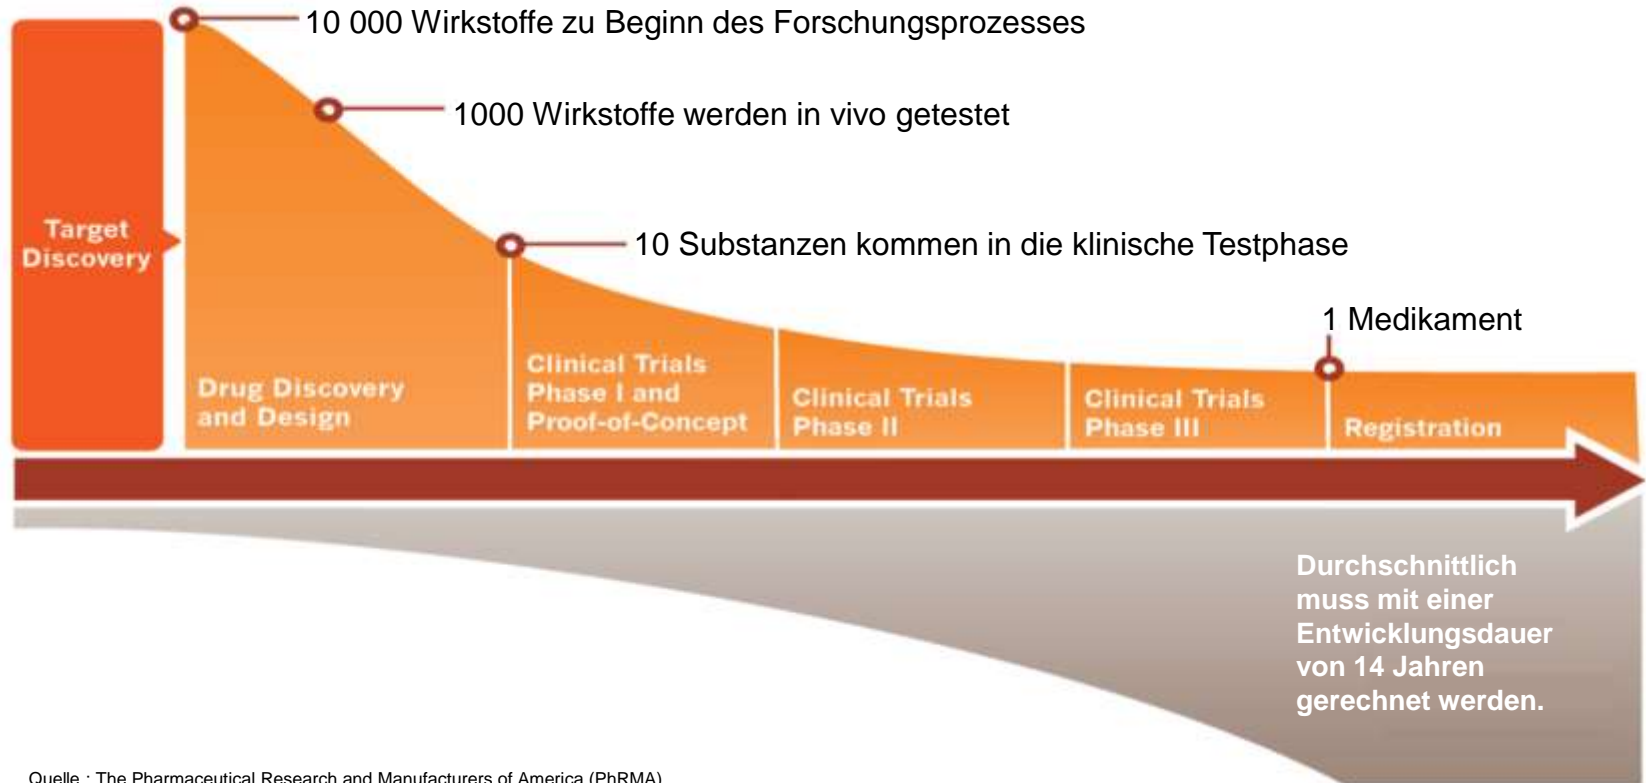 10 000 Wirkstoffe zu Beginn des Forschungsprozesses
1000 Wirkstoffe werden in vivo getestet
Target
Discovery
10 Substanzen kommen in die klinische Testphase
1 Medikament
Drug Discovery
and Design
Clinical Trials
Phase I and
Proof-of-Concept
Clinical Trials
Phase II
Clinical Trials
Phase III
Registration
Durchschnittlich
muss mit einer
Entwicklungsdauer
von 14 Jahren
gerechnet werden.
Quelle : The Pharmaceutical Research and Manufacturers of America (PhRMA)